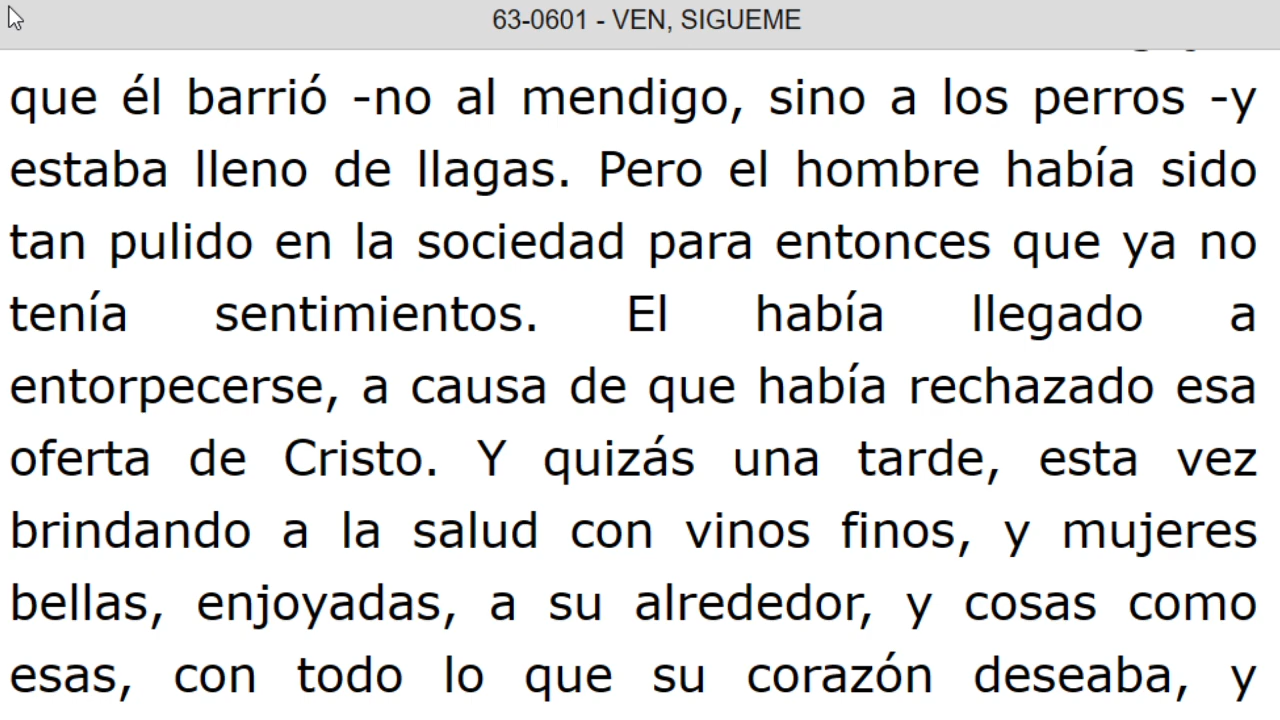 63-0601 - VEN, SIGUEME
que él barrió -no al mendigo, sino a los perros -y
estaba lleno de llagas. Pero el hombre había sido
tan pulido en la sociedad para entonces que ya no
tenía sentimientos. El había llegado a
entorpecerse, a causa de que había rechazado esa
oferta de Cristo. Y quizás una tarde, esta vez
brindando a la salud con vinos finos, y mujeres
bellas, enjoyadas, a su alrededor, y cosas como
esas, con todo lo que su corazón deseaba, y